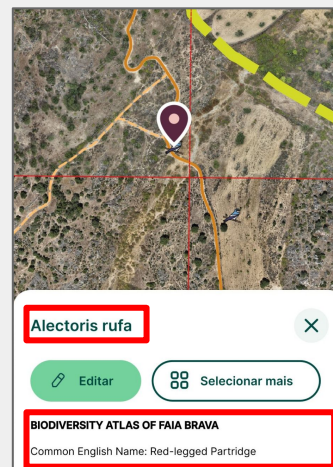 Alectoris rufa
Editar
Selecionar mais
BIODIVERSITY ATLAS OF FAIA BRAVA
Common English Name: Red-legged Partridge